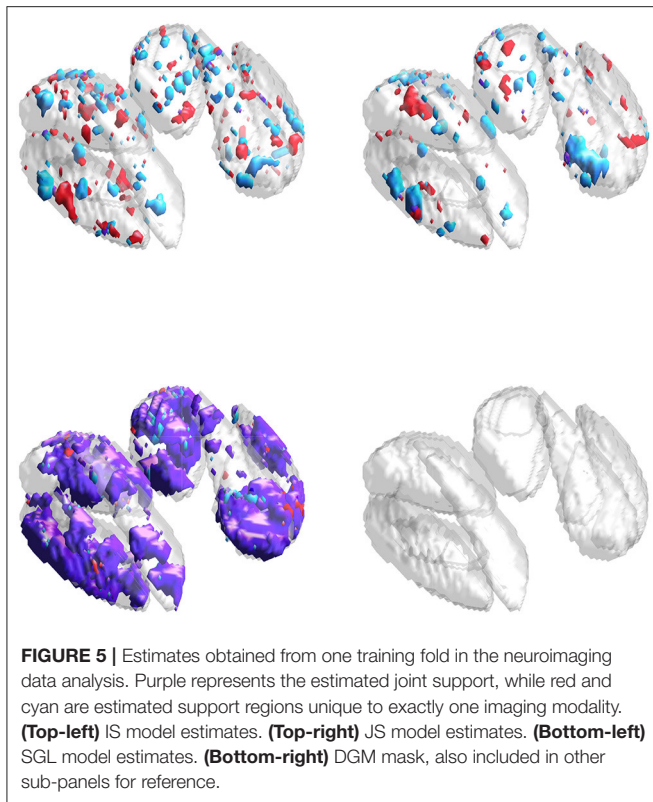 FIGURE 5 | Estimates obtained from one training fold in the neuroimaging
data analysis. Purple represents the estimated joint support, while red and
cyan are estimated support regions unique to exactly one imaging modality.
(Top-left) IS model estimates. (Top-right) JS model estimates. (Bottom-left)
SGL model estimates. (Bottom-right) DGM mask, also included in other
sub-panels for reference.